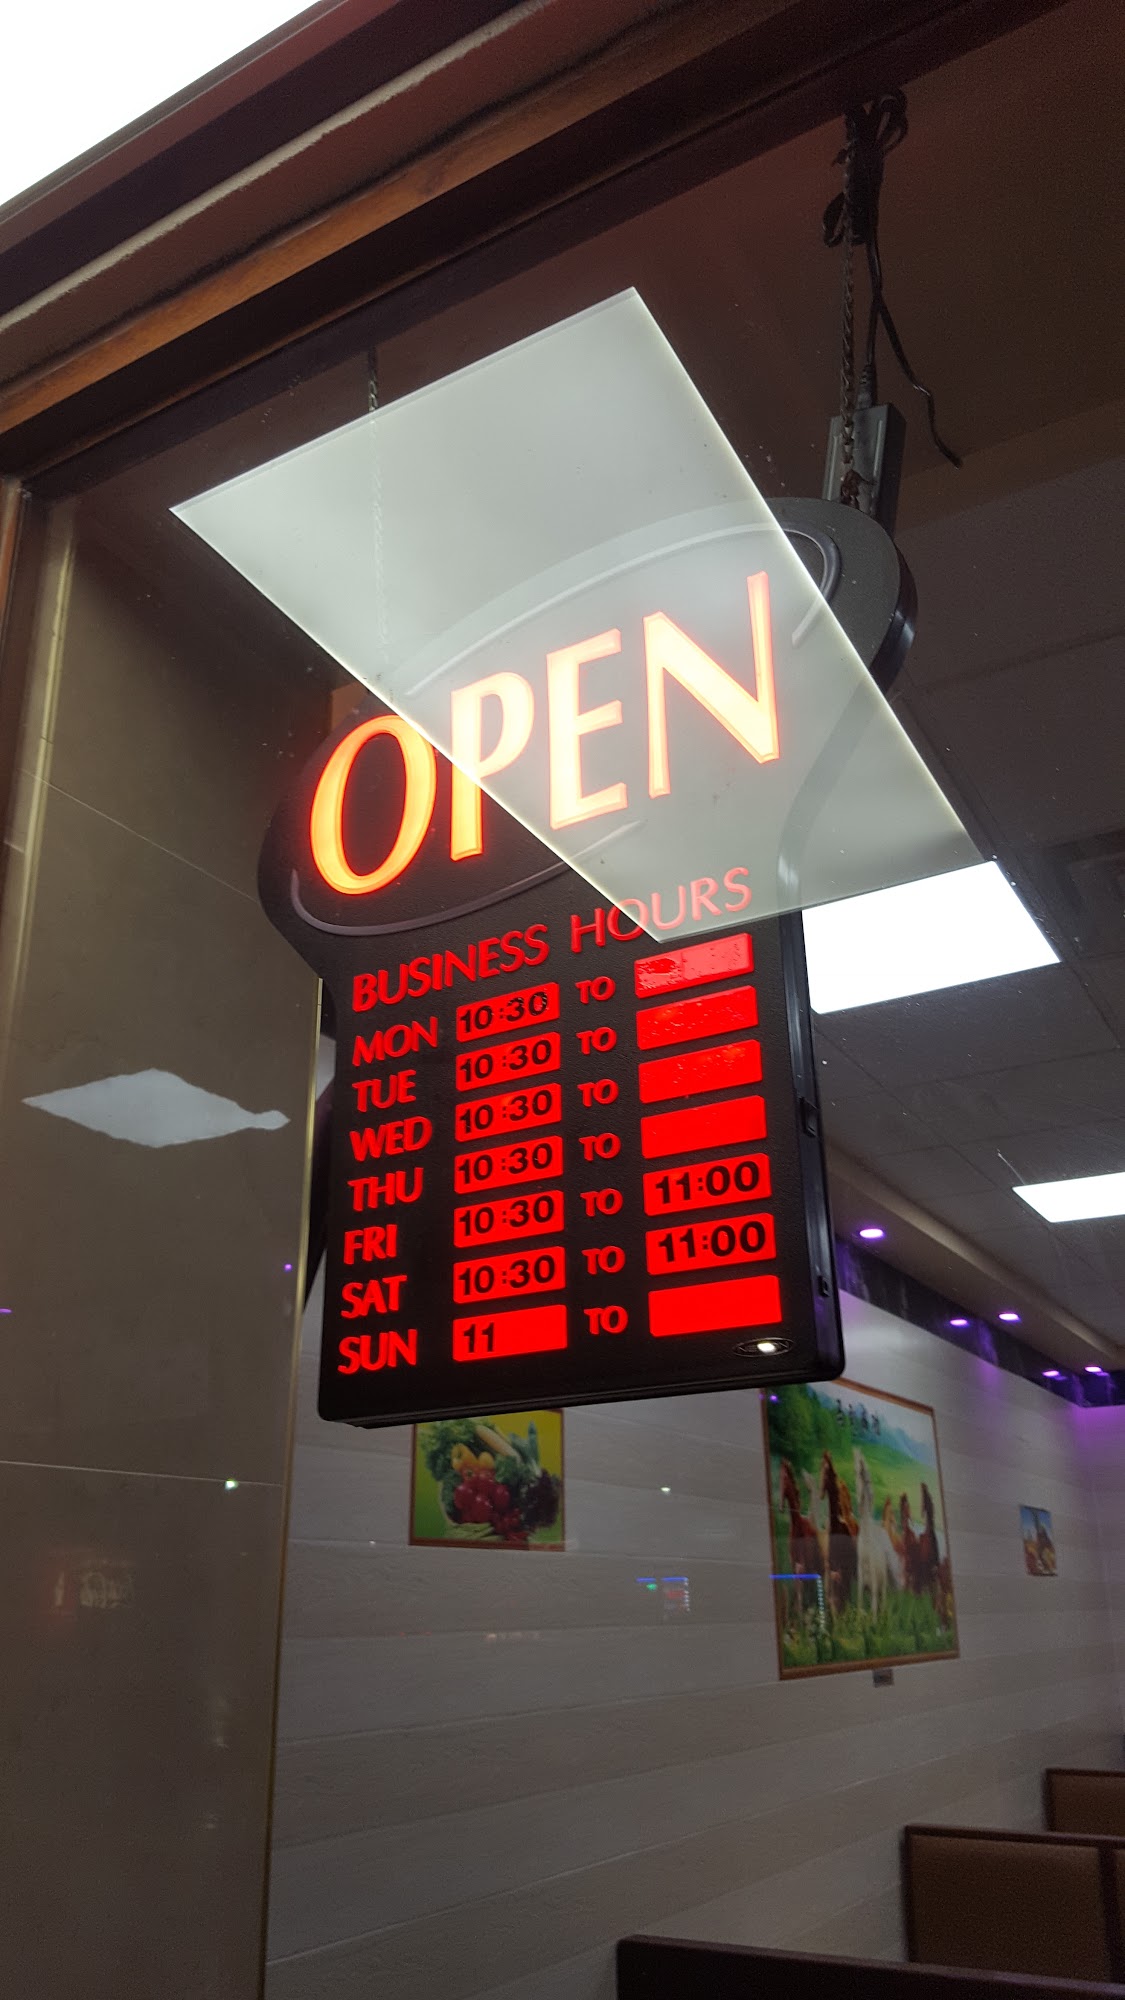 OPEN
BUSINESS HOURS
MON 10:30 TO
TUE 10:30 TO
WED 10:30 TO
THU 10:30 TO
FRI 10:30 TO 11:00
SAT 10:30 TO 11:00
SUN 11 TO